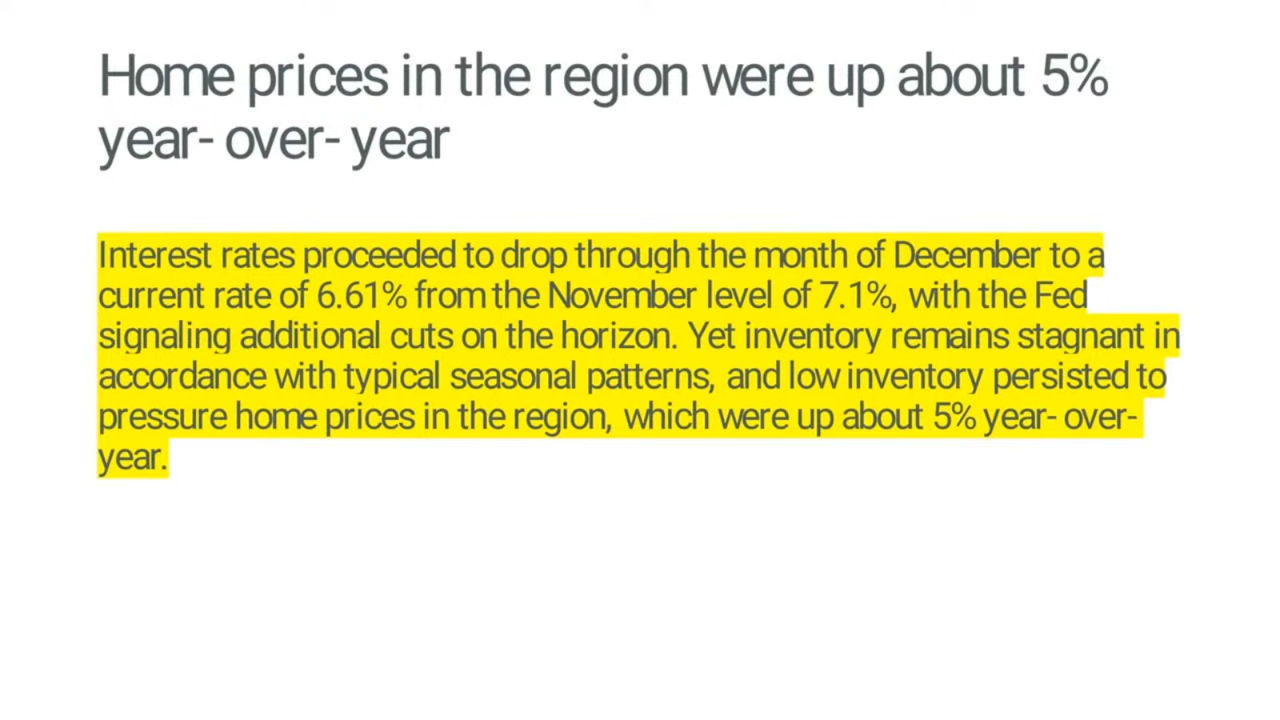 Home prices in the region were up about 5%
year- over- year
Interest rates proceeded to drop through the month of December to a
current rate of 6.61% from the November level of 7.1%, with the Fed
signaling additional cuts on the horizon. Yet inventory remains stagnant in
accordance with typical seasonal patterns, and low inventory persisted to
pressure home prices in the region, which were up about 5% year- over-
year.